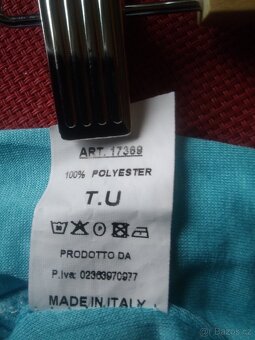 ART. 17369
100% POLYESTER
T.U
PRODOTTO DA
P.Iva: 02363970977
MADE IN ITALY